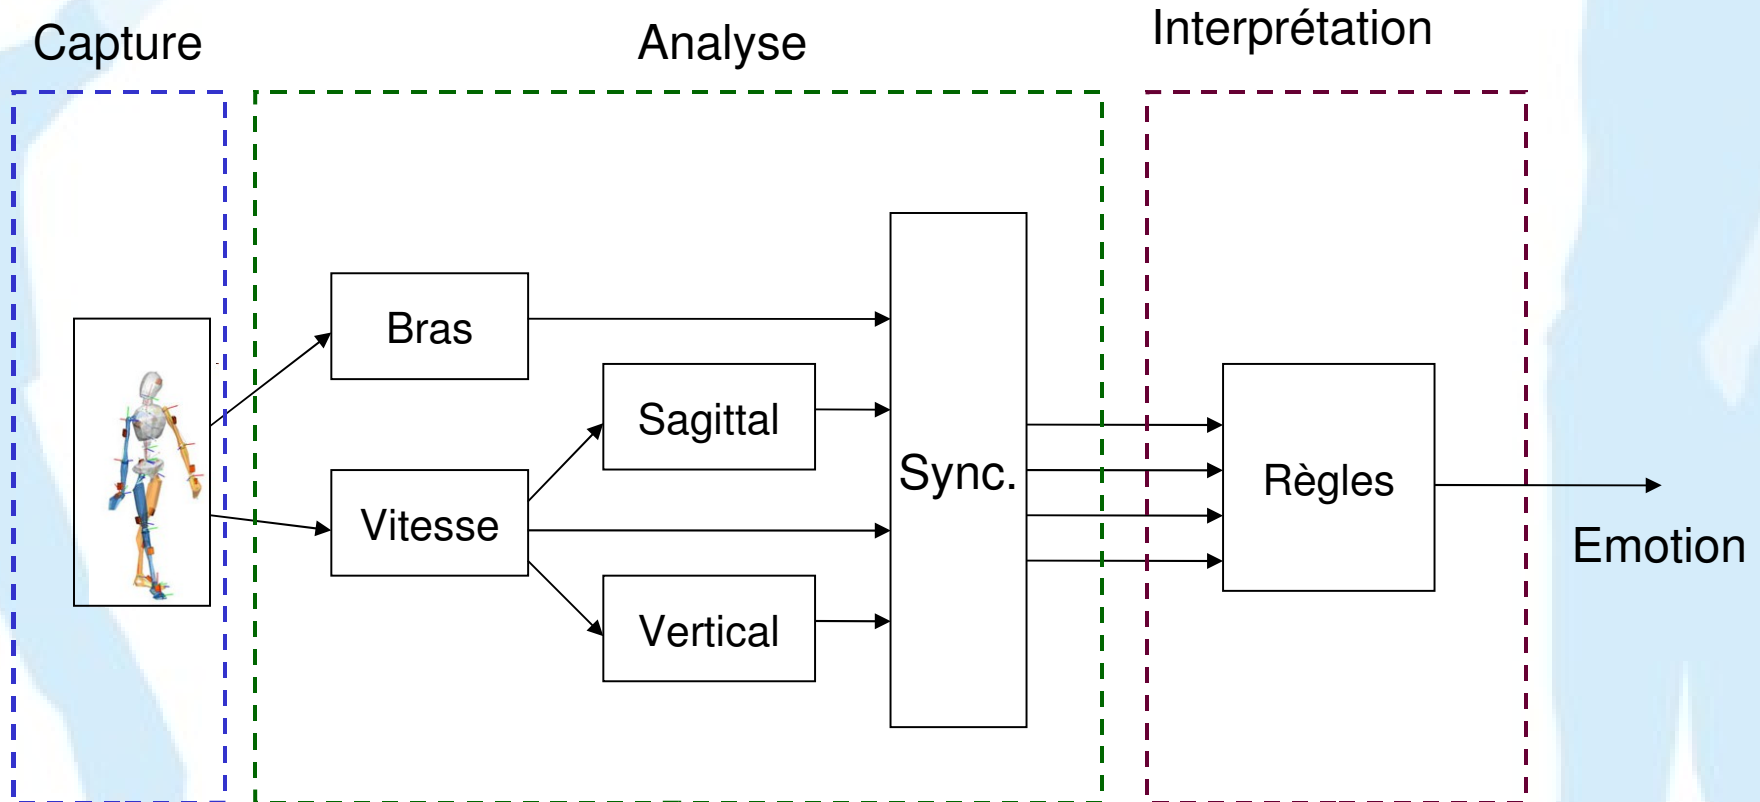 Capture
Analyse
Interprétation
Bras
Sagittal
Vitesse
Vertical
Sync.
Règles
Emotion